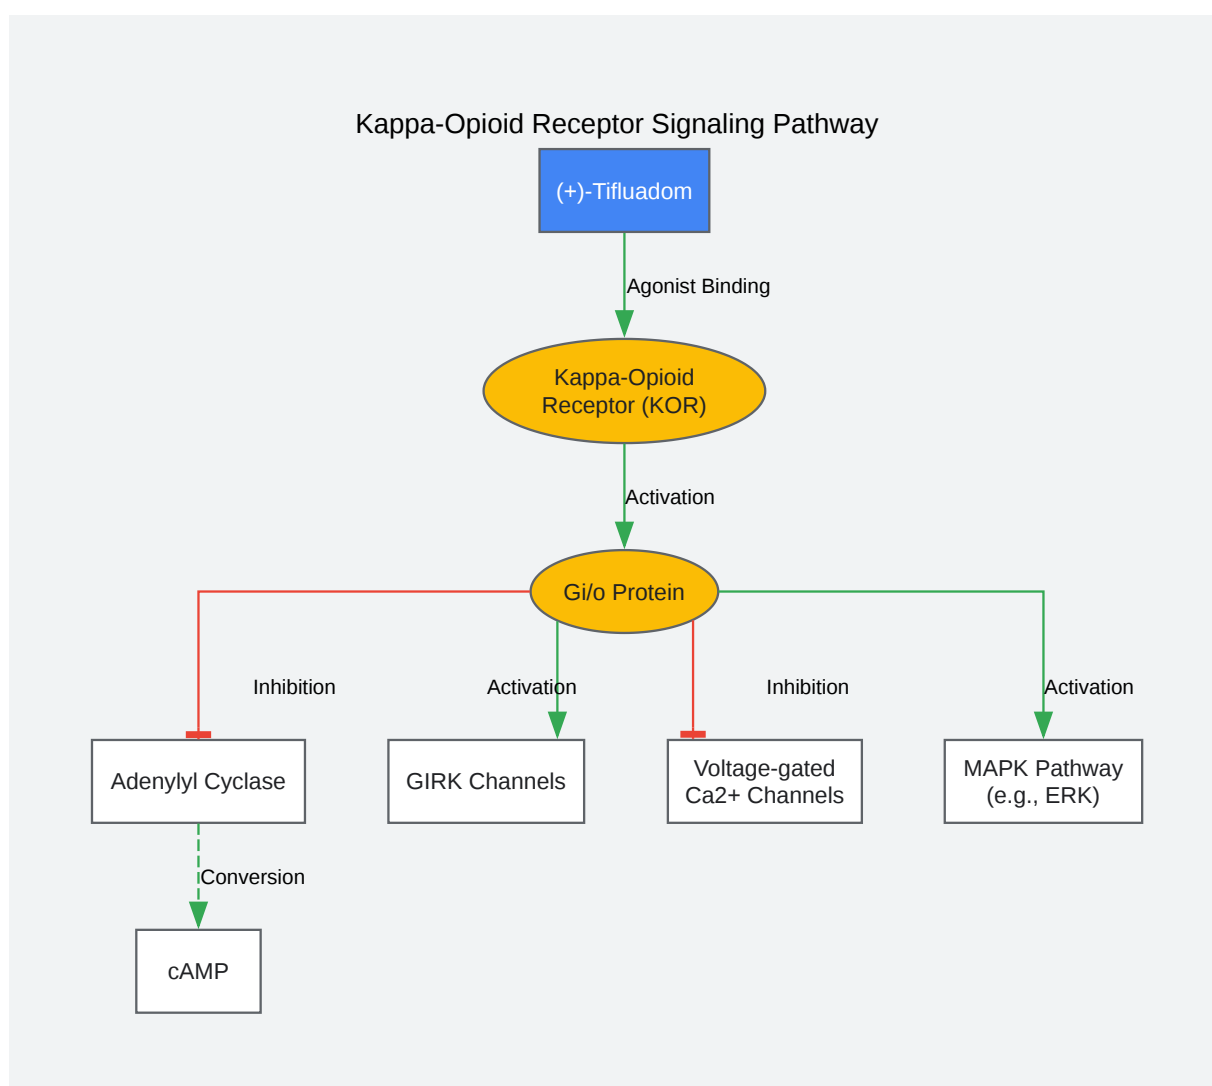 Kappa-Opioid Receptor Signaling Pathway
(+)-Tifluadom
Agonist Binding
Kappa-Opioid
Receptor (KOR)
Activation
Gi/o Protein
Inhibition
Activation
Inhibition
Activation
Adenylyl Cyclase
GIRK Channels
Voltage-gated
Ca2+ Channels
MAPK Pathway
(e.g., ERK)
Conversion
cAMP